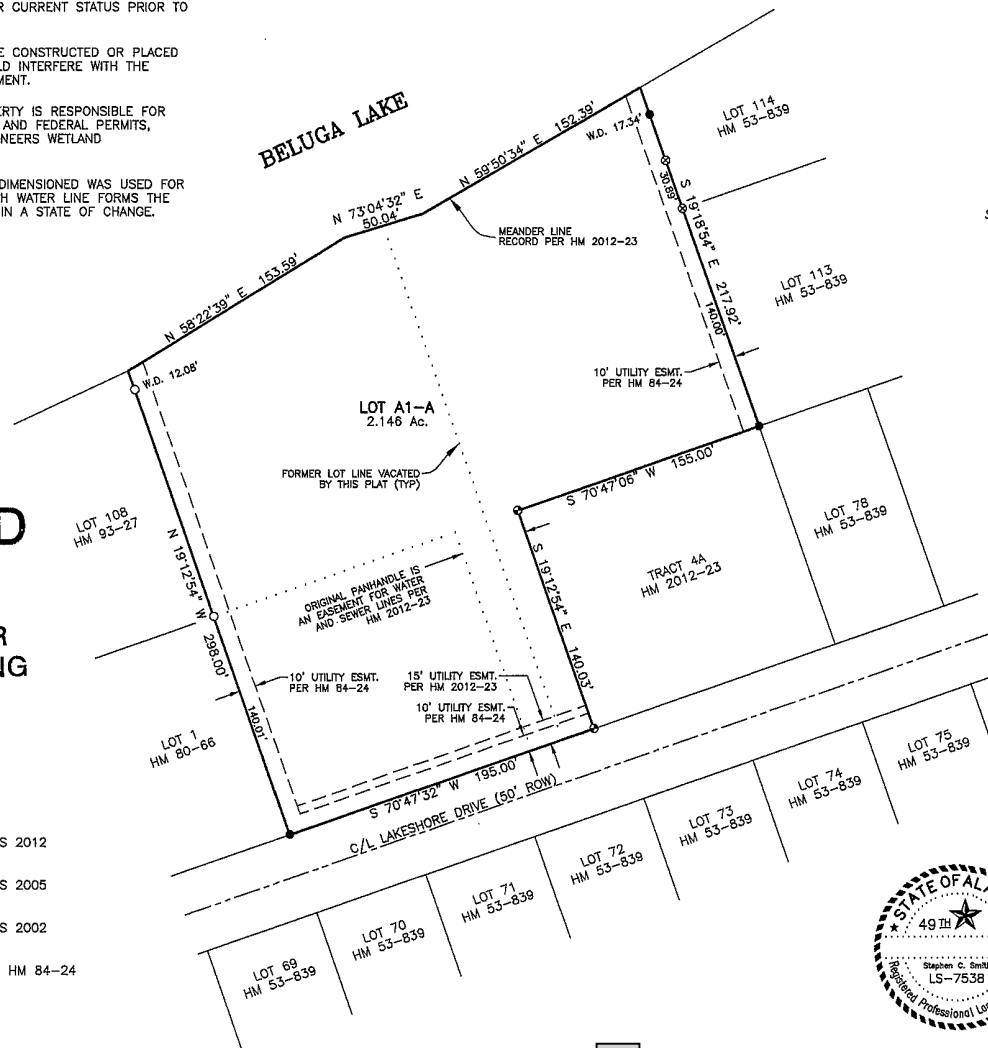 R CURRENT STATUS PRIOR TO
E CONSTRUCTED OR PLACED
LD INTERFERE WITH THE
MENT.
ERTY IS RESPONSIBLE FOR
AND FEDERAL PERMITS,
NEERS WETLAND
DIMENSIONED WAS USED FOR
H WATER LINE FORMS THE
IN A STATE OF CHANGE.
BELUGA LAKE
N 58°22'39" E 153.59'
N 73°04'32" E
50.04'
N 59°50'34" E 152.39'
W.D. 17.34'
LOT 114
HM 53-839
30.89'
S 19°18'54" E 217.92'
140.00'
MEANDER LINE
RECORD PER HM 2012-23
LOT 113
HM 53-839
W.D. 12.08'
10' UTILITY ESMT.
PER HM 84-24
LOT A1-A
2.146 Ac.
FORMER LOT LINE VACATED
BY THIS PLAT (TYP)
S 70°47'06" W 155.00'
LOT 108
HM 93-27
D
LOT 78
HM 53-839
N 19°12'54" W 298.00'
140.01'
ORIGINAL PANHANDLE IS
AN EASEMENT FOR WATER
AND SEWER LINES PER
HM 2012-23
S 19°12'54" E 140.03'
TRACT 4A
HM 2012-23
R
NG
10' UTILITY ESMT.
PER HM 84-24
15' UTILITY ESMT.
PER HM 2012-23
10' UTILITY ESMT.
PER HM 84-24
LOT 1
HM 80-66
S 70°47'32" W 195.00'
C/L LAKESHORE DRIVE (50' ROW)
LOT 75
HM 53-839
LOT 74
HM 53-839
LOT 73
HM 53-839
LOT 72
HM 53-839
LOT 71
HM 53-839
LOT 70
HM 53-839
LOT 69
HM 53-839
S 2012
S 2005
S 2002
HM 84-24
STATE OF ALA
49 TH
Stephen C. Smit
LS-7538
Registered Professional Lan